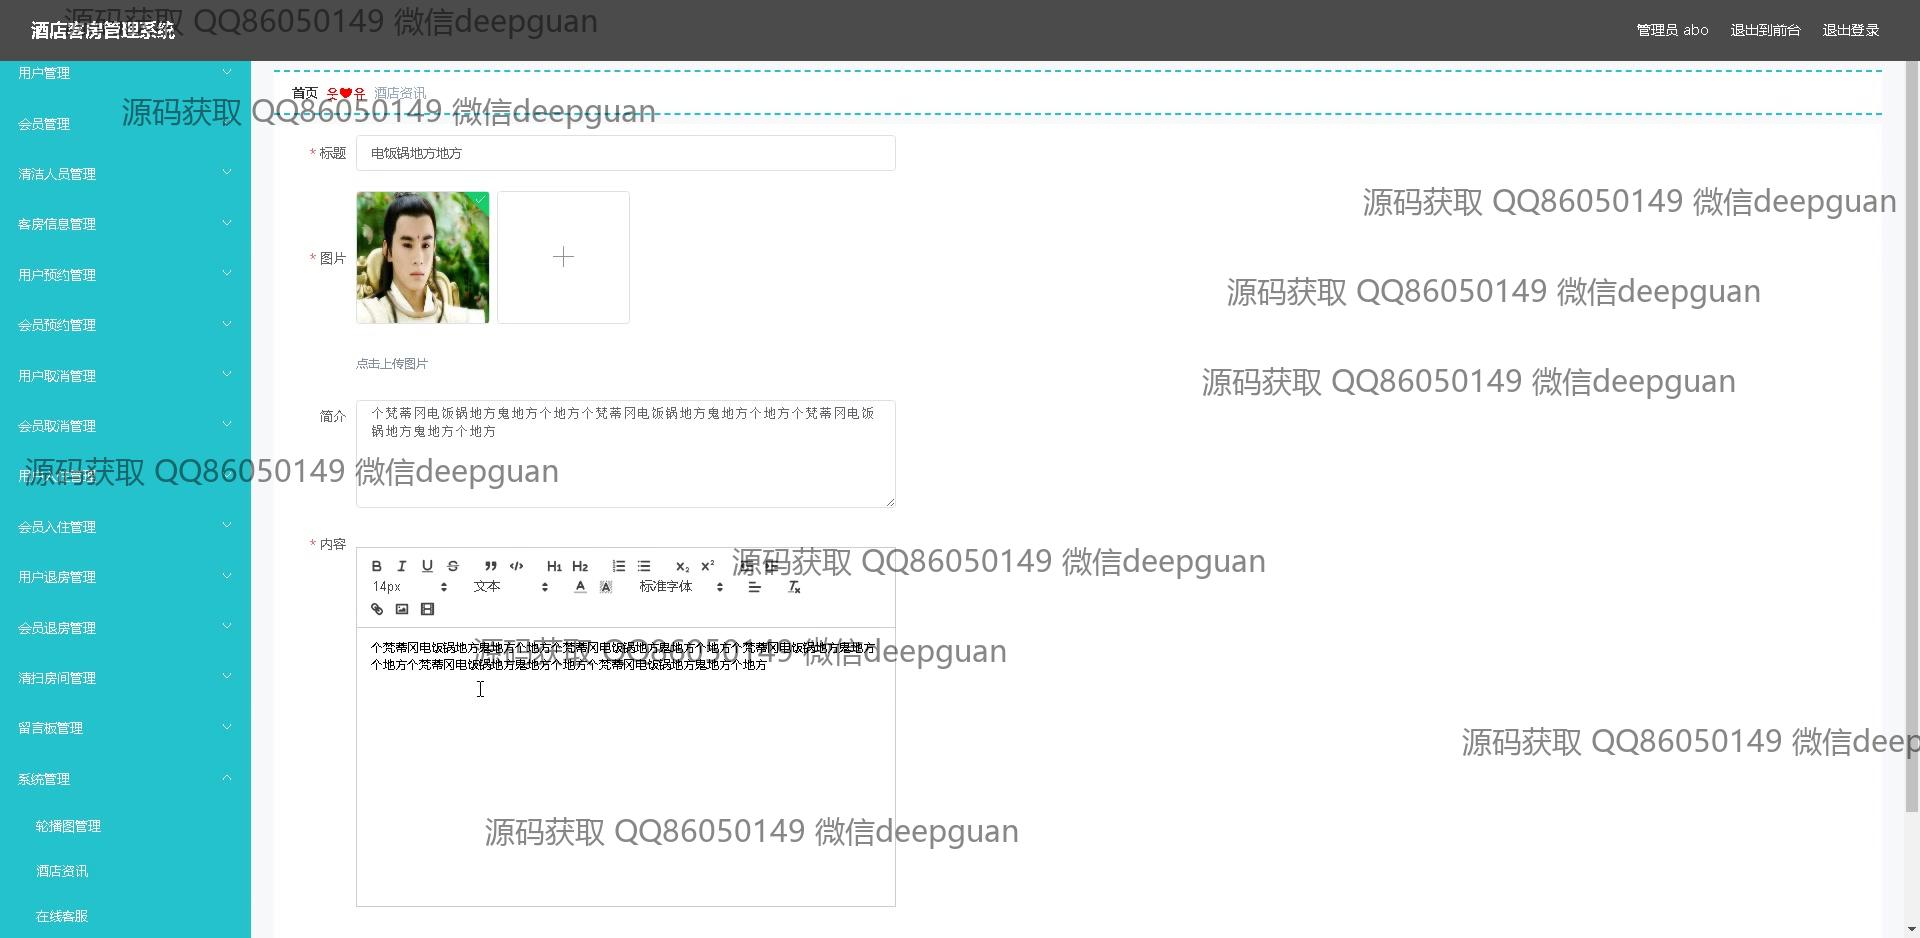 酒店客房管理系统
源码获取 QQ86050149 微信deepguan
管理员 abo 退出到前台 退出登录
用户管理
会员管理
清洁人员管理
客房信息管理
用户预约管理
会员预约管理
用户取消管理
会员取消管理
用户入住管理
会员入住管理
用户退房管理
会员退房管理
清扫房间管理
留言板管理
系统管理
轮播图管理
酒店资讯
在线客服
首页 웃❤유 酒店资讯
源码获取 QQ86050149 微信deepguan
* 标题 电饭锅地方地方
源码获取 QQ86050149 微信deepguan
* 图片
源码获取 QQ86050149 微信deepguan
点击上传图片
源码获取 QQ86050149 微信deepguan
简介 个梵蒂冈电饭锅地方鬼地方个地方个梵蒂冈电饭锅地方鬼地方个地方个梵蒂冈电饭
锅地方鬼地方个地方
源码获取 QQ86050149 微信deepguan
* 内容
源码获取 QQ86050149 微信deepguan
B I U S H1 H2 X2 X2
14px 文本 A A 标准字体 Tx
个梵蒂冈电饭锅地方鬼地方个地方个梵蒂冈电饭锅地方鬼地方个地方个梵蒂冈电饭锅地方鬼地方
个地方个梵蒂冈电饭锅地方鬼地方个地方个梵蒂冈电饭锅地方鬼地方个地方
源码获取 QQ86050149 微信deepguan
源码获取 QQ86050149 微信deep
源码获取 QQ86050149 微信deepguan